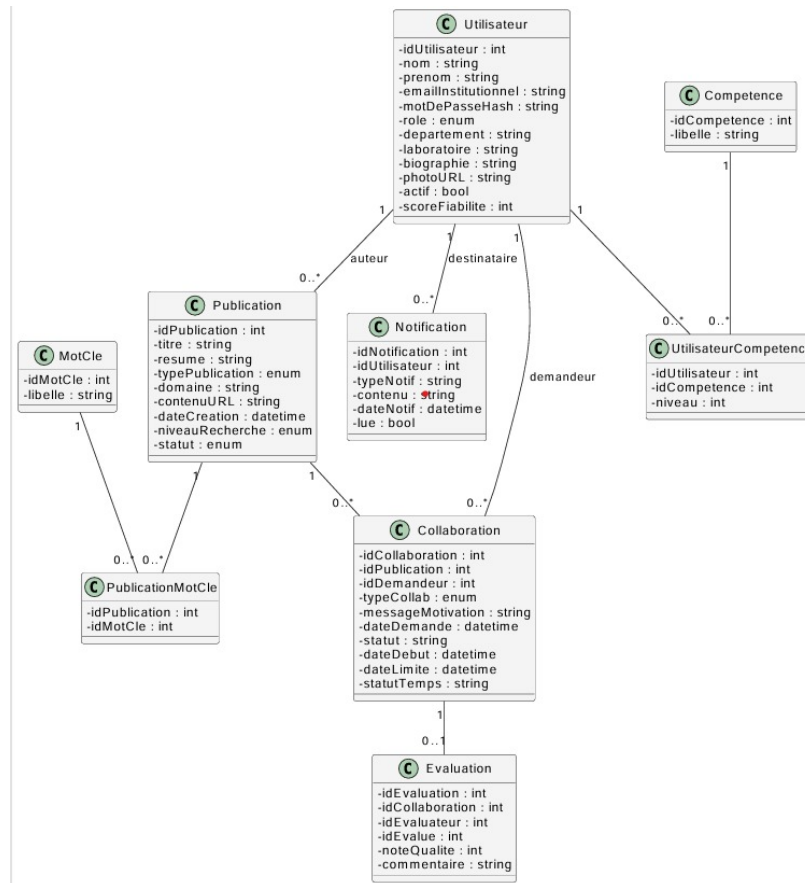 C Utilisateur
-idUtilisateur : int
-nom : string
-prenom : string
-emailInstitutionnel : string
-motDePasseHash : string
-role : enum
-departement : string
-laboratoire : string
-biographie : string
-photoURL : string
-actif : bool
-scoreFiabilite : int
C Competence
-idCompetence : int
-libelle : string
1
1
1
1
1
auteur
destinataire
demandeur
0..*
0..*
0..*
0..*
C Publication
-idPublication : int
-titre : string
-resume : string
-typePublication : enum
-domaine : string
-contenuURL : string
-dateCreation : datetime
-niveauRecherche : enum
-statut : enum
C Notification
-idNotification : int
-idUtilisateur : int
-typeNotif : string
-contenu : string
-dateNotif : datetime
-lue : bool
C UtilisateurCompetence
-idUtilisateur : int
-idCompetence : int
-niveau : int
C MotCle
-idMotCle : int
-libelle : string
1
1
1
0..*
0..*
0..*
0..*
C PublicationMotCle
-idPublication : int
-idMotCle : int
C Collaboration
-idCollaboration : int
-idPublication : int
-idDemandeur : int
-typeCollab : enum
-messageMotivation : string
-dateDemande : datetime
-statut : string
-dateDebut : datetime
-dateLimite : datetime
-statutTemps : string
1
0..1
C Evaluation
-idEvaluation : int
-idCollaboration : int
-idEvaluateur : int
-idEvalue : int
-noteQualite : int
-commentaire : string